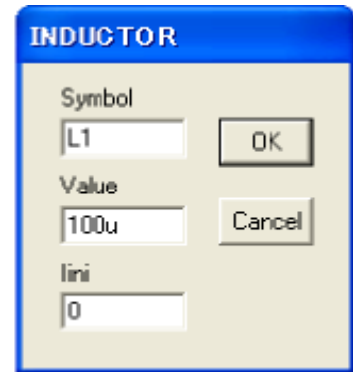 INDUCTOR
Symbol
L1
OK
Value
100u
Cancel
Iini
0